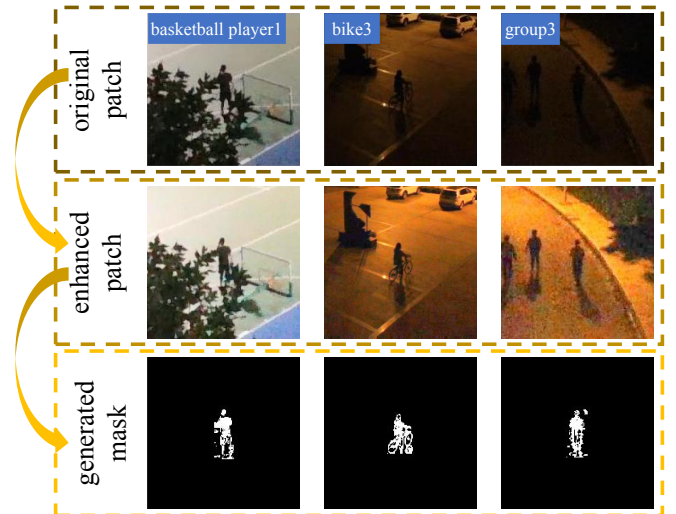 basketball player1
bike3
group3
original
patch
enhanced
patch
generated
mask